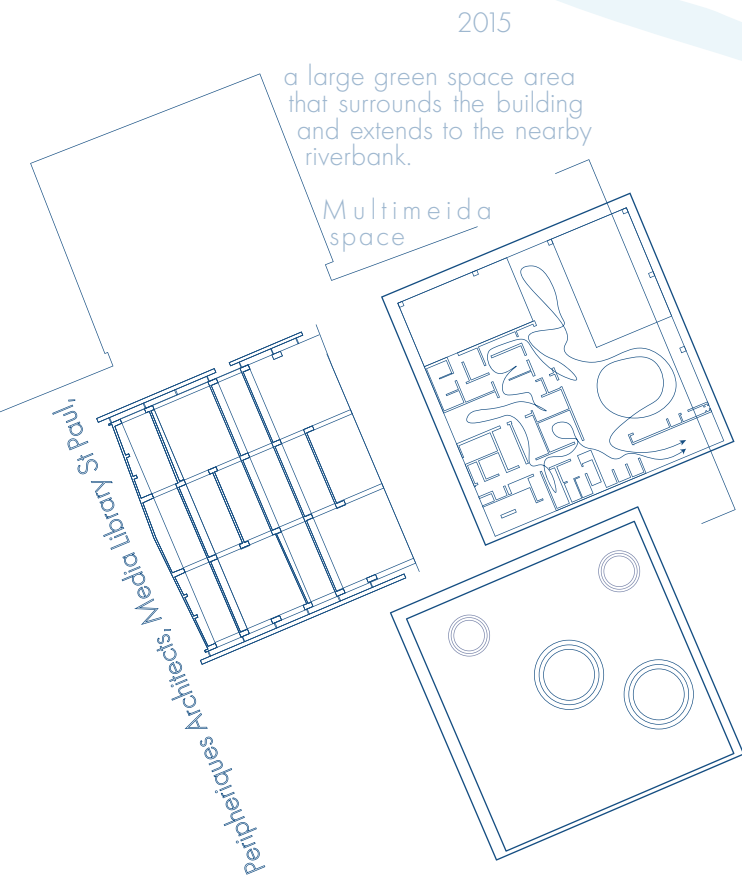 2015
a large green space area
that surrounds the building
and extends to the nearby
riverbank.
Multimeida
space
Peripheriques Architects, Media Library St Paul,